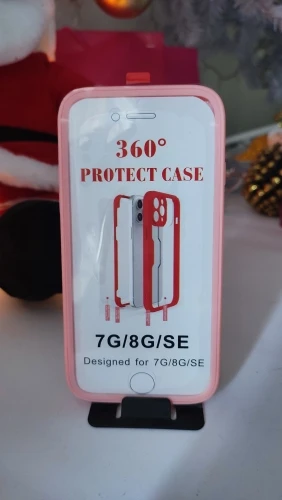 360°
PROTECT CASE
7G/8G/SE
Designed for 7G/8G/SE